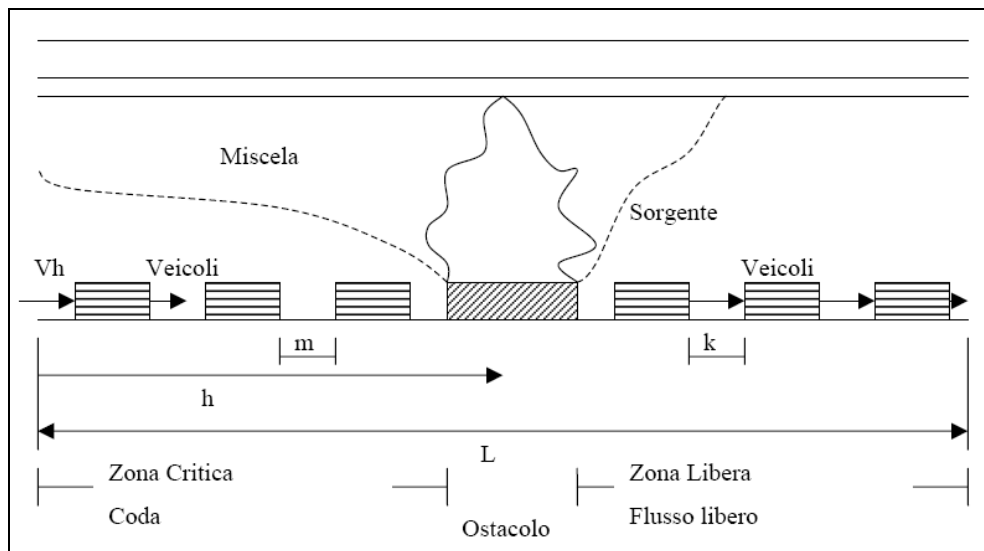 Miscela
Sorgente
Vh
Veicoli
Veicoli
m
k
h
L
Zona Critica
Zona Libera
Coda
Ostacolo
Flusso libero